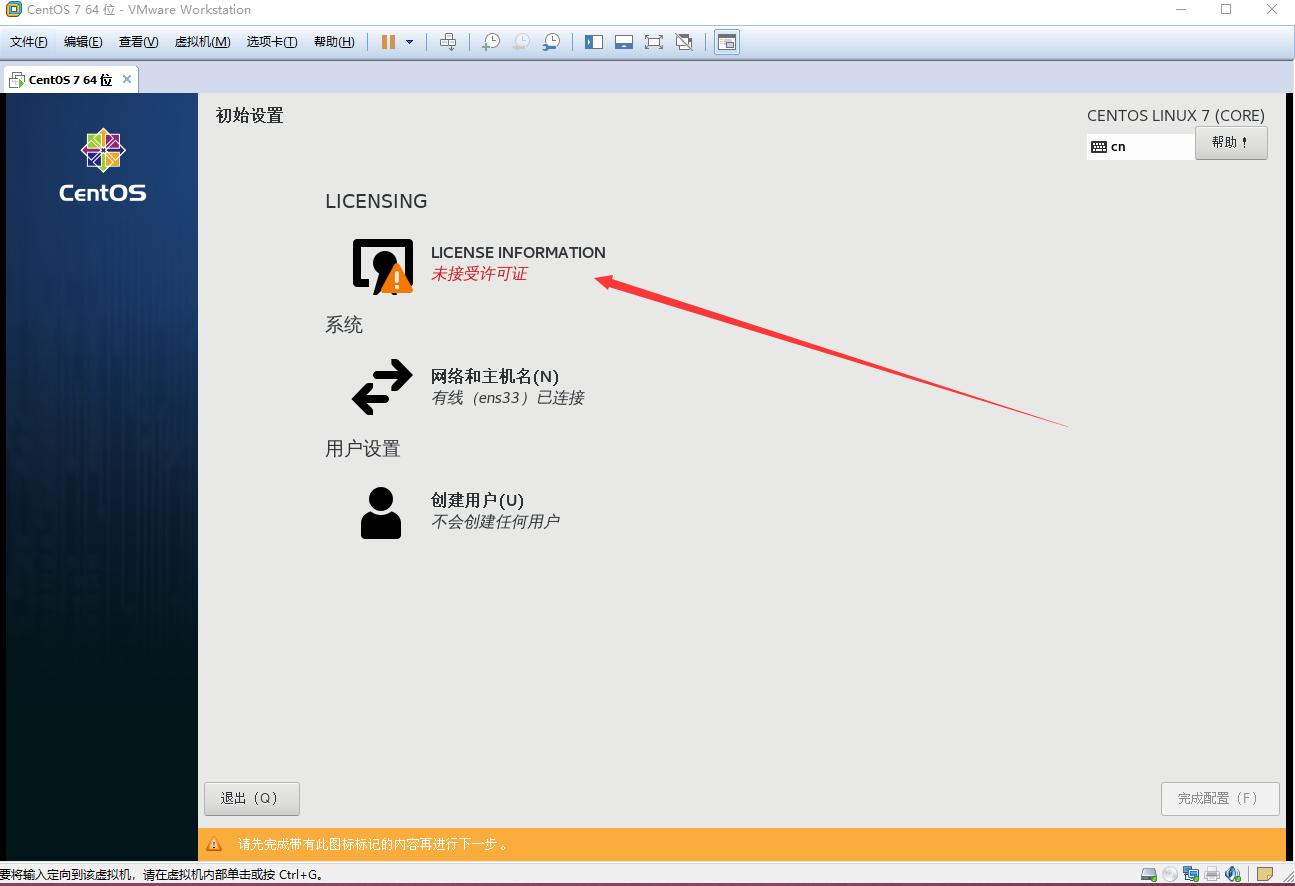 CentOS 7 64 位 - VMware Workstation
文件(F) 编辑(E) 查看(V) 虚拟机(M) 选项卡(T) 帮助(H)
CentOS 7 64 位
CentOS
初始设置
CENTOS LINUX 7 (CORE)
cn
帮助！
LICENSING
LICENSE INFORMATION
未接受许可证
系统
网络和主机名(N)
有线（ens33）已连接
用户设置
创建用户(U)
不会创建任何用户
退出（Q）
完成配置（F）
请先完成带有此图标标记的内容再进行下一步。
要将输入定向到该虚拟机，请在虚拟机内部单击或按 Ctrl+G。